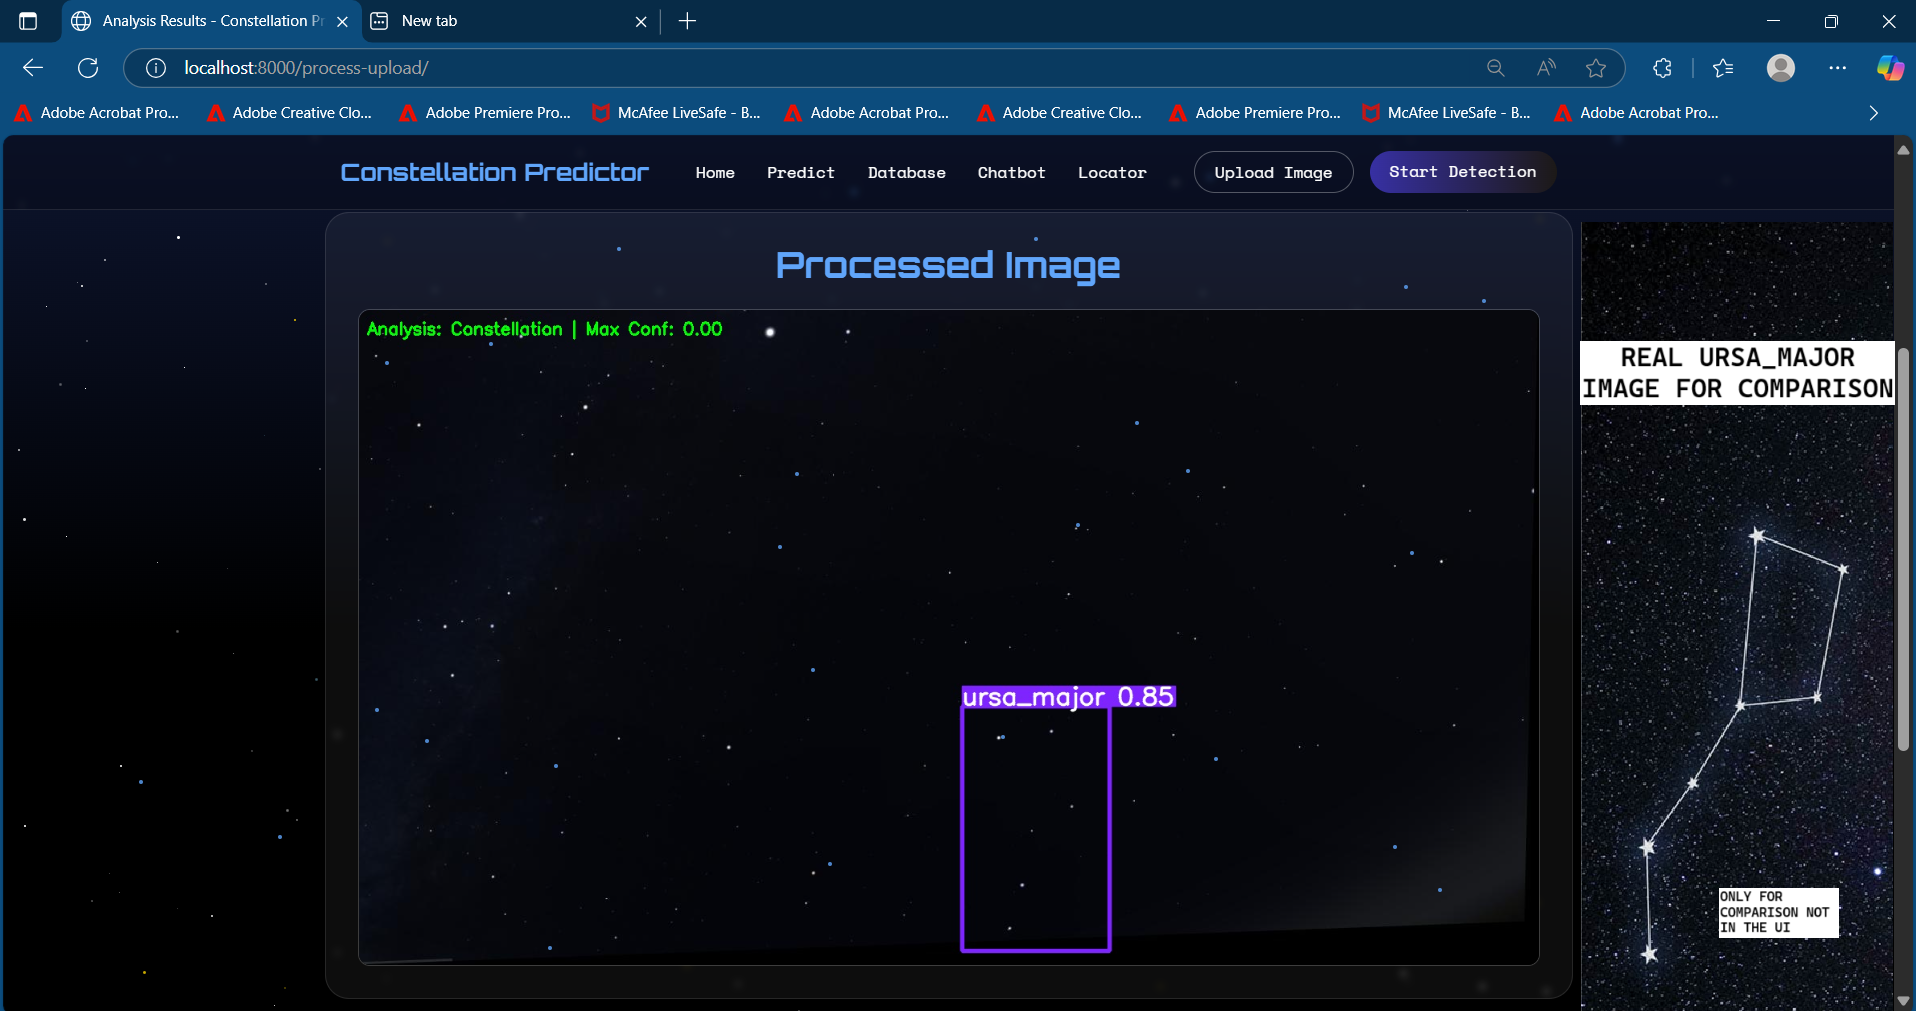 Analysis Results - Constellation Pr
New tab
localhost:8000/process-upload/
Adobe Acrobat Pro... Adobe Creative Clo... Adobe Premiere Pro... McAfee LiveSafe - B... Adobe Acrobat Pro... Adobe Creative Clo... Adobe Premiere Pro... McAfee LiveSafe - B... Adobe Acrobat Pro...
Constellation Predictor Home Predict Database Chatbot Locator Upload Image Start Detection
Processed Image
Analysis: Constellation | Max Conf: 0.00
ursa_major 0.85
REAL URSA_MAJOR
IMAGE FOR COMPARISON
ONLY FOR
COMPARISON NOT
IN THE UI